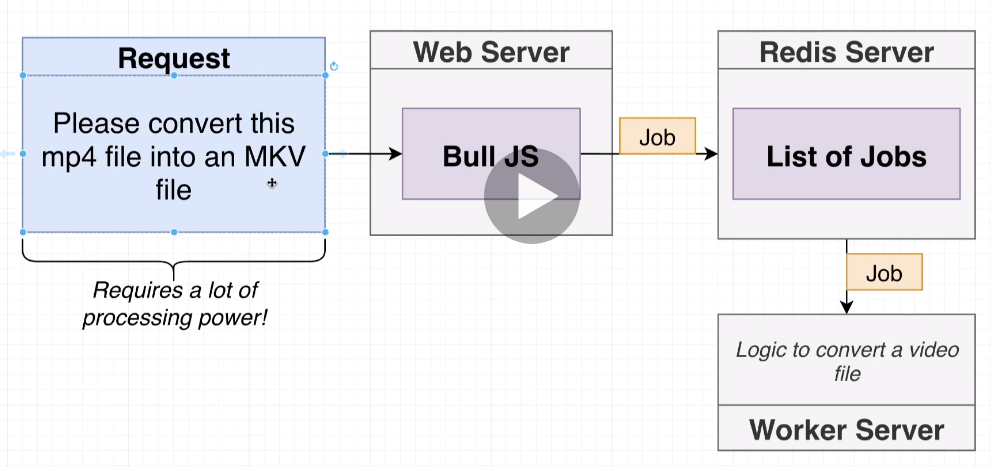 Request
Please convert this
mp4 file into an MKV
file
Requires a lot of
processing power!
Web Server
Bull JS
Job
Redis Server
List of Jobs
Job
Logic to convert a video
file
Worker Server